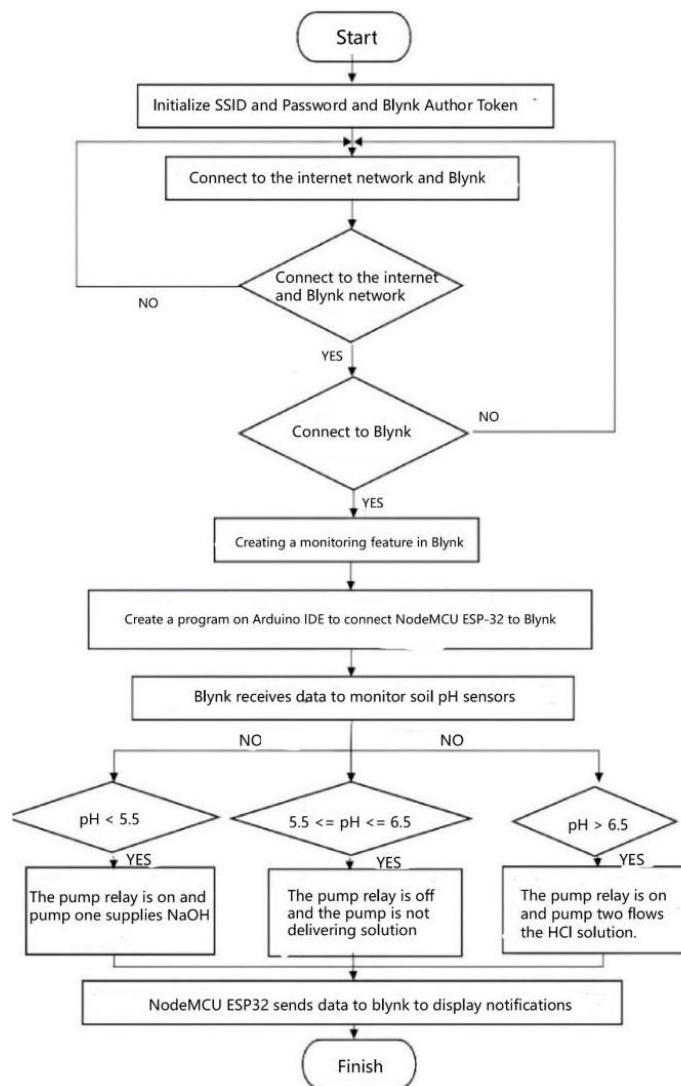 Start
Initialize SSID and Password and Blynk Author Token
Connect to the internet network and Blynk
Connect to the internet
and Blynk network
NO
YES
Connect to Blynk
NO
YES
Creating a monitoring feature in Blynk
Create a program on Arduino IDE to connect NodeMCU ESP-32 to Blynk
Blynk receives data to monitor soil pH sensors
NO
NO
pH < 5.5
5.5 <= pH <= 6.5
pH > 6.5
YES
YES
YES
The pump relay is on and
pump one supplies NaOH
The pump relay is off
and the pump is not
delivering solution
The pump relay is on
and pump two flows
the HCl solution.
NodeMCU ESP32 sends data to blynk to display notifications
Finish